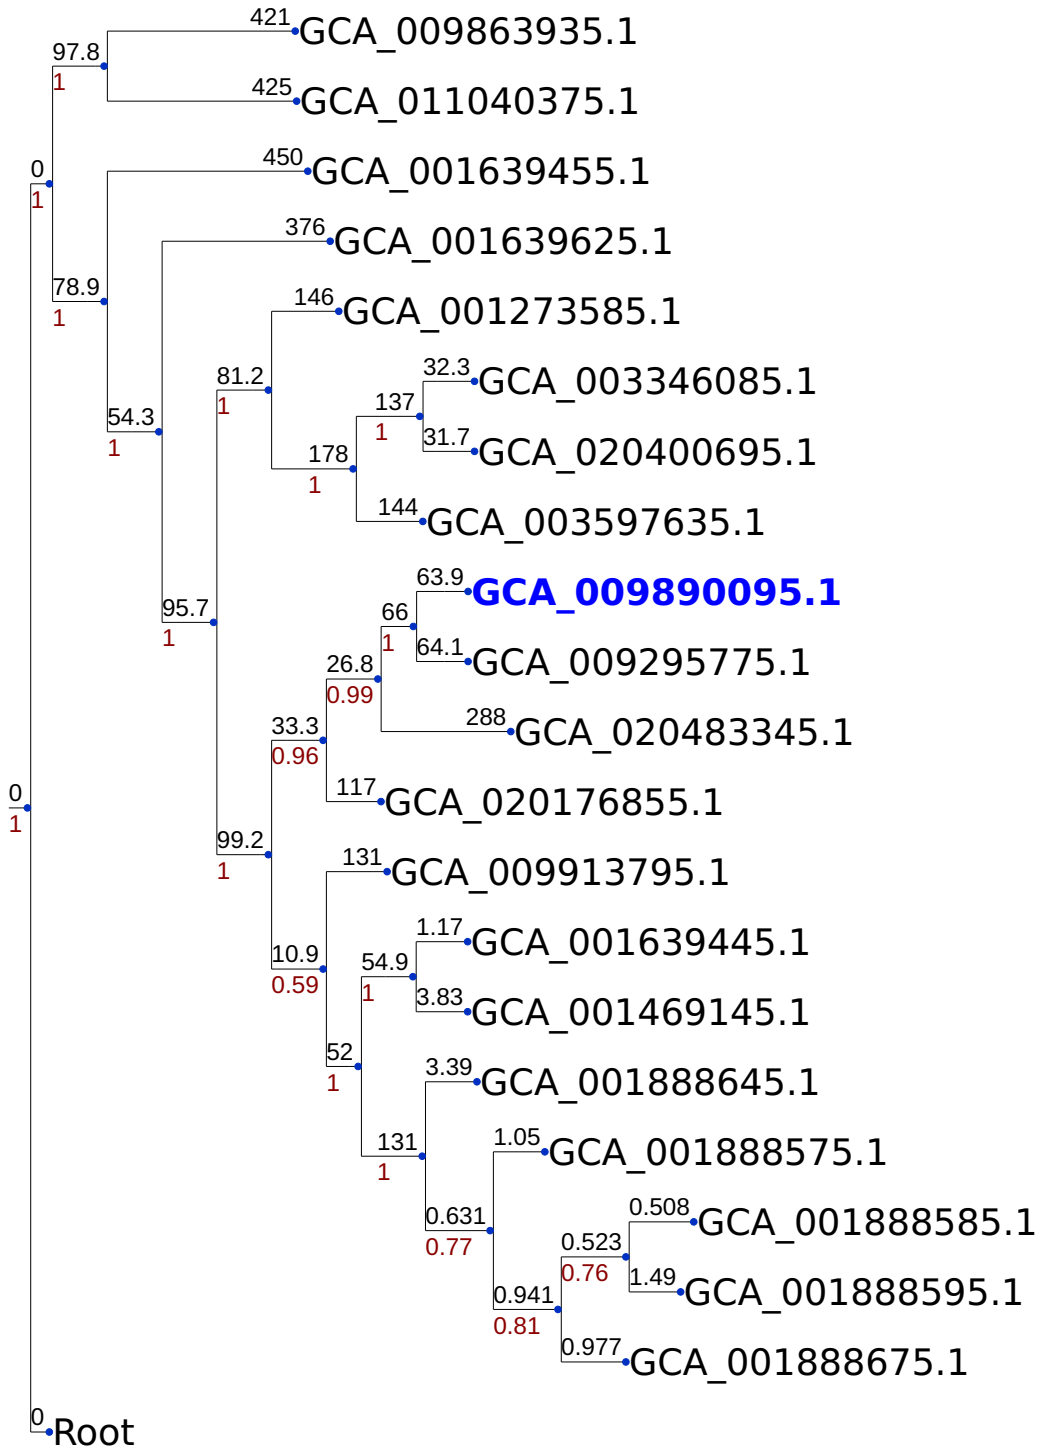 421 GCA_009863935.1
97.8
1
425 GCA_011040375.1
450 GCA_001639455.1
0
1
376 GCA_001639625.1
78.9
1
146 GCA_001273585.1
32.3 GCA_003346085.1
81.2
1
137
1
54.3
1
31.7 GCA_020400695.1
178
1
144 GCA_003597635.1
63.9 GCA_009890095.1
95.7
1
66
1
64.1 GCA_009295775.1
26.8
0.99
288 GCA_020483345.1
33.3
0.96
117 GCA_020176855.1
0
1
99.2
1
131 GCA_009913795.1
1.17 GCA_001639445.1
10.9
0.59
54.9
1
3.83 GCA_001469145.1
52
1
3.39 GCA_001888645.1
131
1
1.05 GCA_001888575.1
0.631
0.77
0.508 GCA_001888585.1
0.523
0.76
1.49 GCA_001888595.1
0.941
0.81
0.977 GCA_001888675.1
0 Root